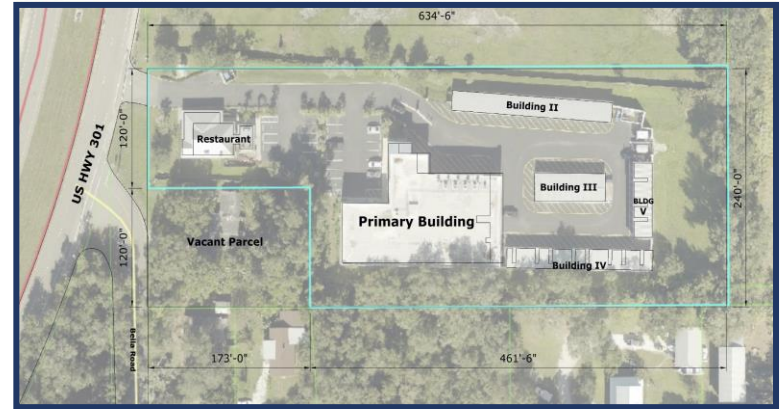 634'-6"
120'-0"
US HWY 301
Restaurant
Building II
Building III
BLDG
V
240'-0"
Primary Building
Vacant Parcel
120'-0"
Building IV
Bella Road
173'-0"
461'-6"